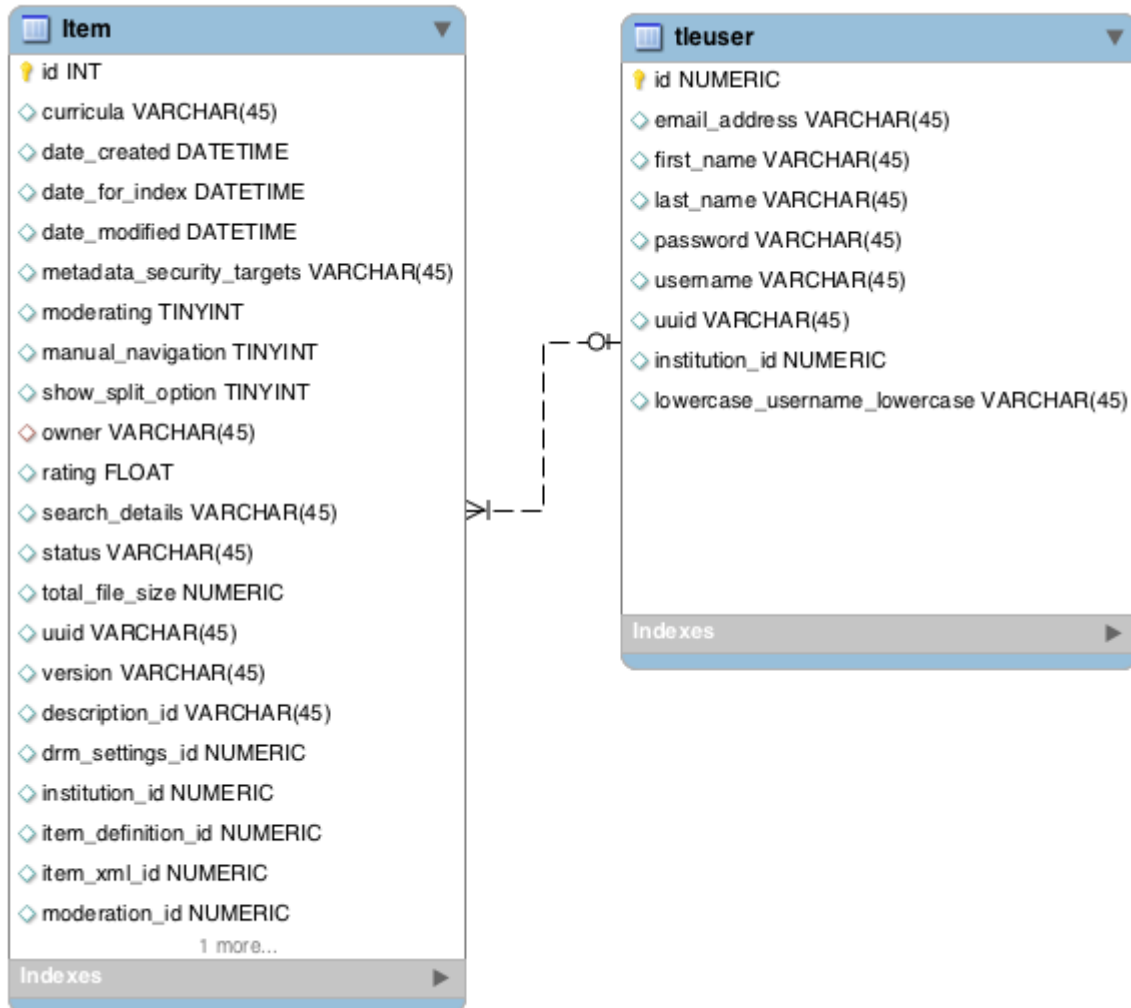 Item
id INT
curricula VARCHAR(45)
date_created DATETIME
date_for_index DATETIME
date_modified DATETIME
metadata_security_targets VARCHAR(45)
moderating TINYINT
manual_navigation TINYINT
show_split_option TINYINT
owner VARCHAR(45)
rating FLOAT
search_details VARCHAR(45)
status VARCHAR(45)
total_file_size NUMERIC
uuid VARCHAR(45)
version VARCHAR(45)
description_id VARCHAR(45)
drm_settings_id NUMERIC
institution_id NUMERIC
item_definition_id NUMERIC
item_xml_id NUMERIC
moderation_id NUMERIC
1 more...
Indexes
tleuser
id NUMERIC
email_address VARCHAR(45)
first_name VARCHAR(45)
last_name VARCHAR(45)
password VARCHAR(45)
username VARCHAR(45)
uuid VARCHAR(45)
institution_id NUMERIC
lowercase_username_lowercase VARCHAR(45)
Indexes